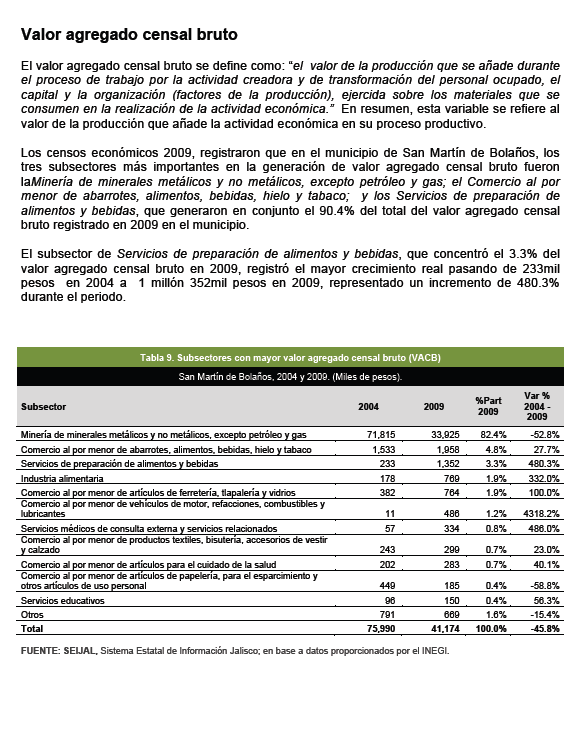 Valor agregado censal bruto
El valor agregado censal bruto se define como: “el valor de la producción que se añade durante
el proceso de trabajo por la actividad creadora y de transformación del personal ocupado, el
capital y la organización (factores de la producción), ejercida sobre los materiales que se
consumen en la realización de la actividad económica.” En resumen, esta variable se refiere al
valor de la producción que añade la actividad económica en su proceso productivo.
Los censos económicos 2009, registraron que en el municipio de San Martín de Bolaños, los
tres subsectores más importantes en la generación de valor agregado censal bruto fueron
laMinería de minerales metálicos y no metálicos, excepto petróleo y gas; el Comercio al por
menor de abarrotes, alimentos, bebidas, hielo y tabaco; y los Servicios de preparación de
alimentos y bebidas, que generaron en conjunto el 90.4% del total del valor agregado censal
bruto registrado en 2009 en el municipio.
El subsector de Servicios de preparación de alimentos y bebidas, que concentró el 3.3% del
valor agregado censal bruto en 2009, registró el mayor crecimiento real pasando de 233mil
pesos en 2004 a 1 millón 352mil pesos en 2009, representado un incremento de 480.3%
durante el periodo.
Tabla 9. Subsectores con mayor valor agregado censal bruto (VACB)
San Martín de Bolaños, 2004 y 2009. (Miles de pesos).
Subsector 2004 2009 %Part 2009 Var % 2004 - 2009
Minería de minerales metálicos y no metálicos, excepto petróleo y gas 71,815 33,925 82.4% -52.8%
Comercio al por menor de abarrotes, alimentos, bebidas, hielo y tabaco 1,533 1,958 4.8% 27.7%
Servicios de preparación de alimentos y bebidas 233 1,352 3.3% 480.3%
Industria alimentaria 178 769 1.9% 332.0%
Comercio al por menor de artículos de ferretería, tlapalería y vidrios 382 764 1.9% 100.0%
Comercio al por menor de vehículos de motor, refacciones, combustibles y
lubricantes 11 486 1.2% 4318.2%
Servicios médicos de consulta externa y servicios relacionados 57 334 0.8% 486.0%
Comercio al por menor de productos textiles, bisutería, accesorios de vestir
y calzado 243 299 0.7% 23.0%
Comercio al por menor de artículos para el cuidado de la salud 202 283 0.7% 40.1%
Comercio al por menor de artículos de papelería, para el esparcimiento y
otros artículos de uso personal 449 185 0.4% -58.8%
Servicios educativos 96 150 0.4% 56.3%
Otros 791 669 1.6% -15.4%
Total 75,990 41,174 100.0% -45.8%
FUENTE: SEIJAL, Sistema Estatal de Información Jalisco; en base a datos proporcionados por el INEGI.